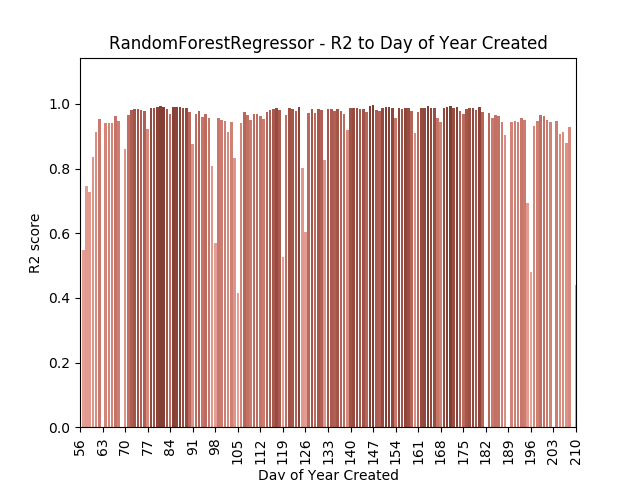 RandomForestRegressor - R2 to Day of Year Created
R2 score
1.0
0.8
0.6
0.4
0.2
0.0
56 63 70 77 84 91 98 105 112 119 126 133 140 147 154 161 168 175 182 189 196 203 210
Day of Year Created